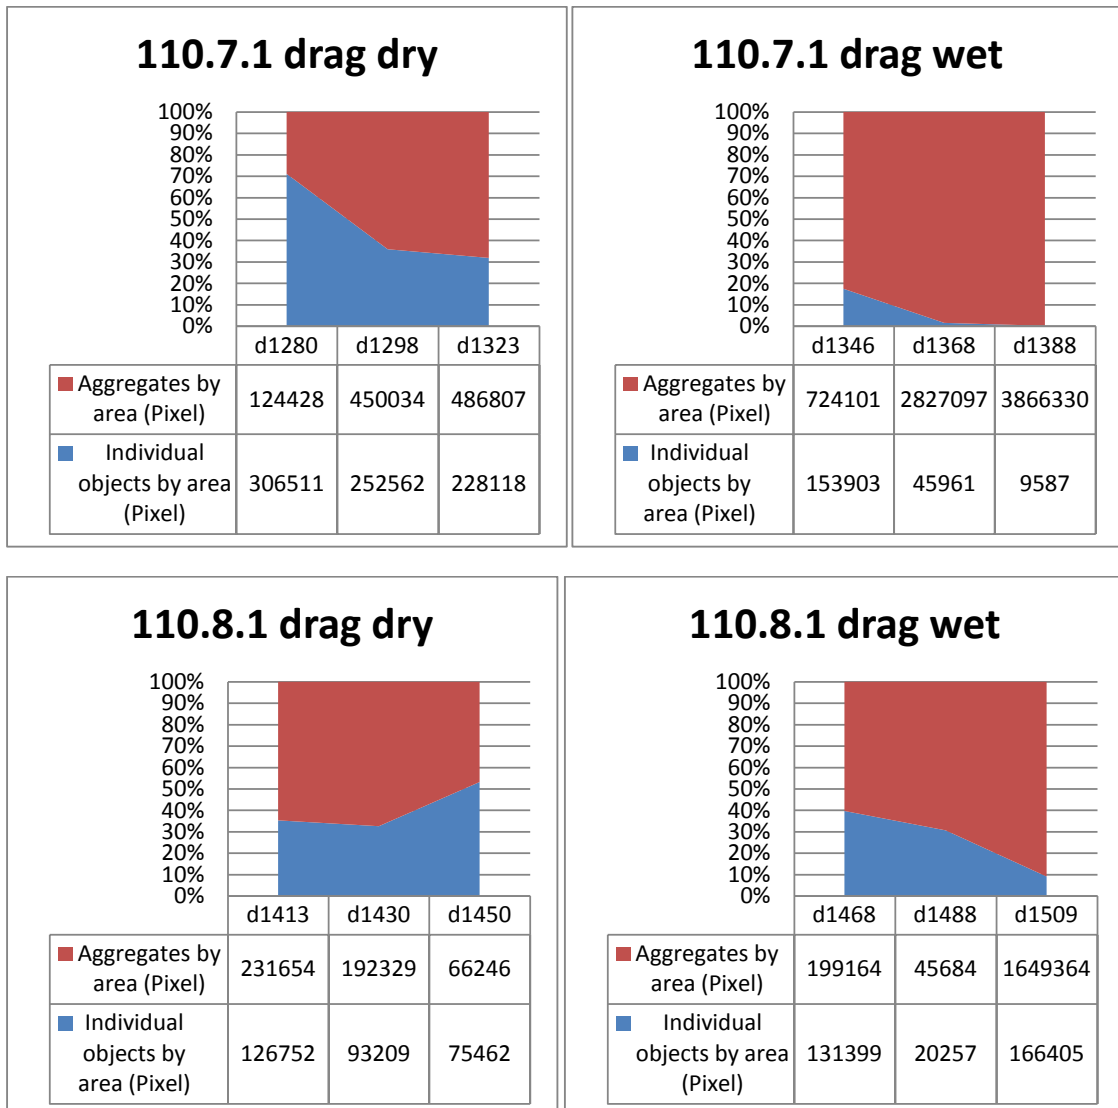 110.7.1 drag dry
100%
90%
80%
70%
60%
50%
40%
30%
20%
10%
0%
d1280 d1298 d1323
Aggregates by
area (Pixel)
124428 450034 486807
Individual
objects by area
(Pixel)
306511 252562 228118
110.7.1 drag wet
100%
90%
80%
70%
60%
50%
40%
30%
20%
10%
0%
d1346 d1368 d1388
Aggregates by
area (Pixel)
724101 2827097 3866330
Individual
objects by
area (Pixel)
153903 45961 9587
110.8.1 drag dry
100%
90%
80%
70%
60%
50%
40%
30%
20%
10%
0%
d1413 d1430 d1450
Aggregates by
area (Pixel)
231654 192329 66246
Individual
objects by
area (Pixel)
126752 93209 75462
110.8.1 drag wet
100%
90%
80%
70%
60%
50%
40%
30%
20%
10%
0%
d1468 d1488 d1509
Aggregates by
area (Pixel)
199164 45684 1649364
Individual
objects by area
(Pixel)
131399 20257 166405